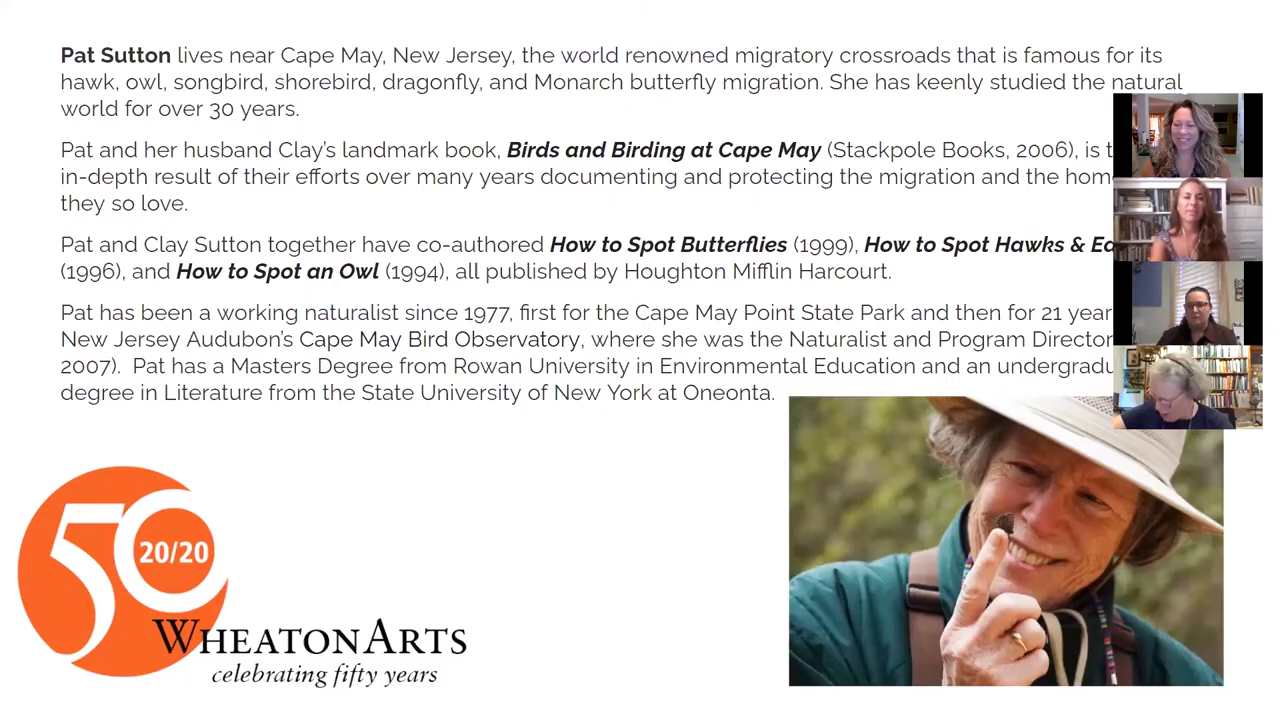 Pat Sutton lives near Cape May, New Jersey, the world renowned migratory crossroads that is famous for its
hawk, owl, songbird, shorebird, dragonfly, and Monarch butterfly migration. She has keenly studied the natural
world for over 30 years.
Pat and her husband Clay's landmark book, Birds and Birding at Cape May (Stackpole Books, 2006), is
in-depth result of their efforts over many years documenting and protecting the migration and the
they so love.
Pat and Clay Sutton together have co-authored How to Spot Butterflies (1999), How to Spot Hawks &
(1996), and How to Spot an Owl (1994), all published by Houghton Mifflin Harcourt.
Pat has been a working naturalist since 1977, first for the Cape May Point State Park and then for 21
New Jersey Audubon's Cape May Bird Observatory, where she was the Naturalist and Program Director
2007). Pat has a Masters Degree from Rowan University in Environmental Education and an
degree in Literature from the State University of New York at Oneonta.
50
20/20
WHEATONARTS
celebrating fifty years